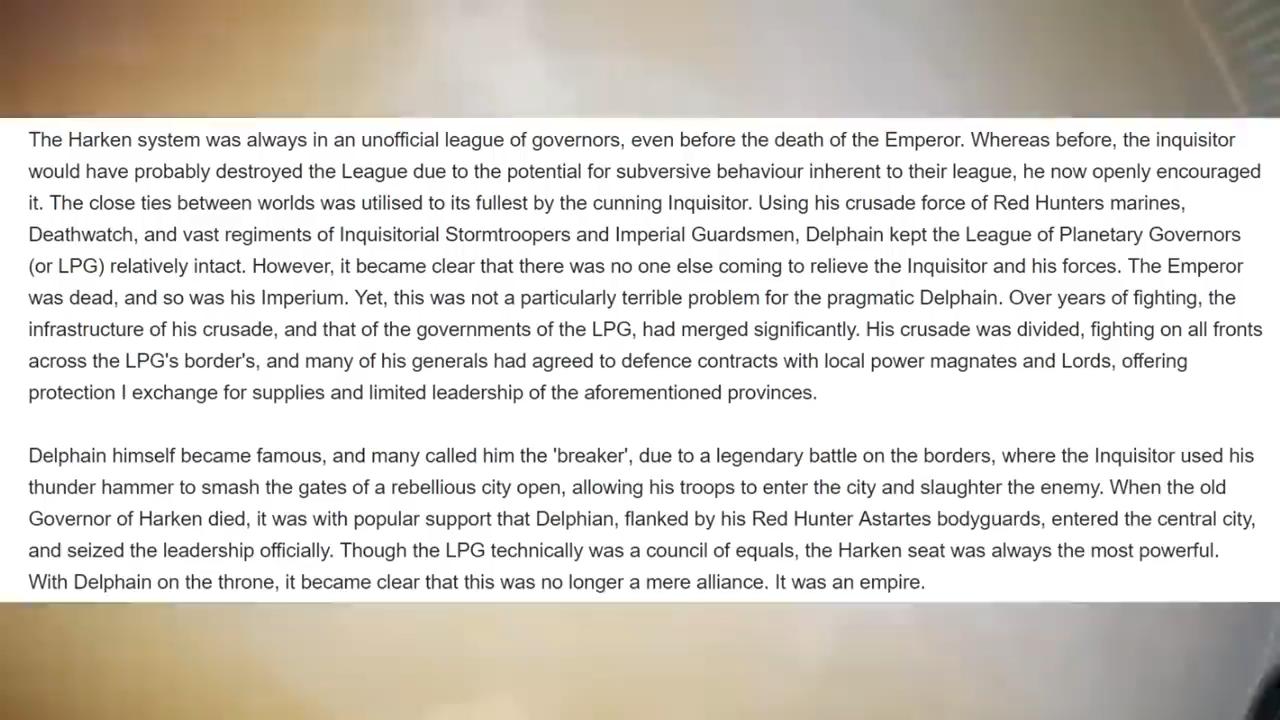 The Harken system was always in an unofficial league of governors, even before the death of the Emperor. Whereas before, the inquisitor
would have probably destroyed the League due to the potential for subversive behaviour inherent to their league, he now openly encouraged
it. The close ties between worlds was utilised to its fullest by the cunning Inquisitor. Using his crusade force of Red Hunters marines,
Deathwatch, and vast regiments of Inquisitorial Stormtroopers and Imperial Guardsmen, Delphain kept the League of Planetary Governors
(or LPG) relatively intact. However, it became clear that there was no one else coming to relieve the Inquisitor and his forces. The Emperor
was dead, and so was his Imperium. Yet, this was not a particularly terrible problem for the pragmatic Delphain. Over years of fighting, the
infrastructure of his crusade, and that of the governments of the LPG, had merged significantly. His crusade was divided, fighting on all fronts
across the LPG's border's, and many of his generals had agreed to defence contracts with local power magnates and Lords, offering
protection I exchange for supplies and limited leadership of the aforementioned provinces.
Delphain himself became famous, and many called him the 'breaker', due to a legendary battle on the borders, where the Inquisitor used his
thunder hammer to smash the gates of a rebellious city open, allowing his troops to enter the city and slaughter the enemy. When the old
Governor of Harken died, it was with popular support that Delphian, flanked by his Red Hunter Astartes bodyguards, entered the central city,
and seized the leadership officially. Though the LPG technically was a council of equals, the Harken seat was always the most powerful.
With Delphain on the throne, it became clear that this was no longer a mere alliance. It was an empire.